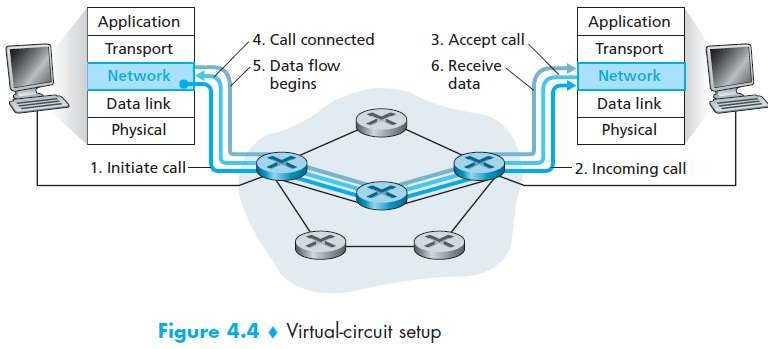 Application
Transport
Network
Data link
Physical
4. Call connected
5. Data flow
begins
3. Accept call
6. Receive
data
Application
Transport
Network
Data link
Physical
1. Initiate call
2. Incoming call
Figure 4.4 ♦ Virtual-circuit setup